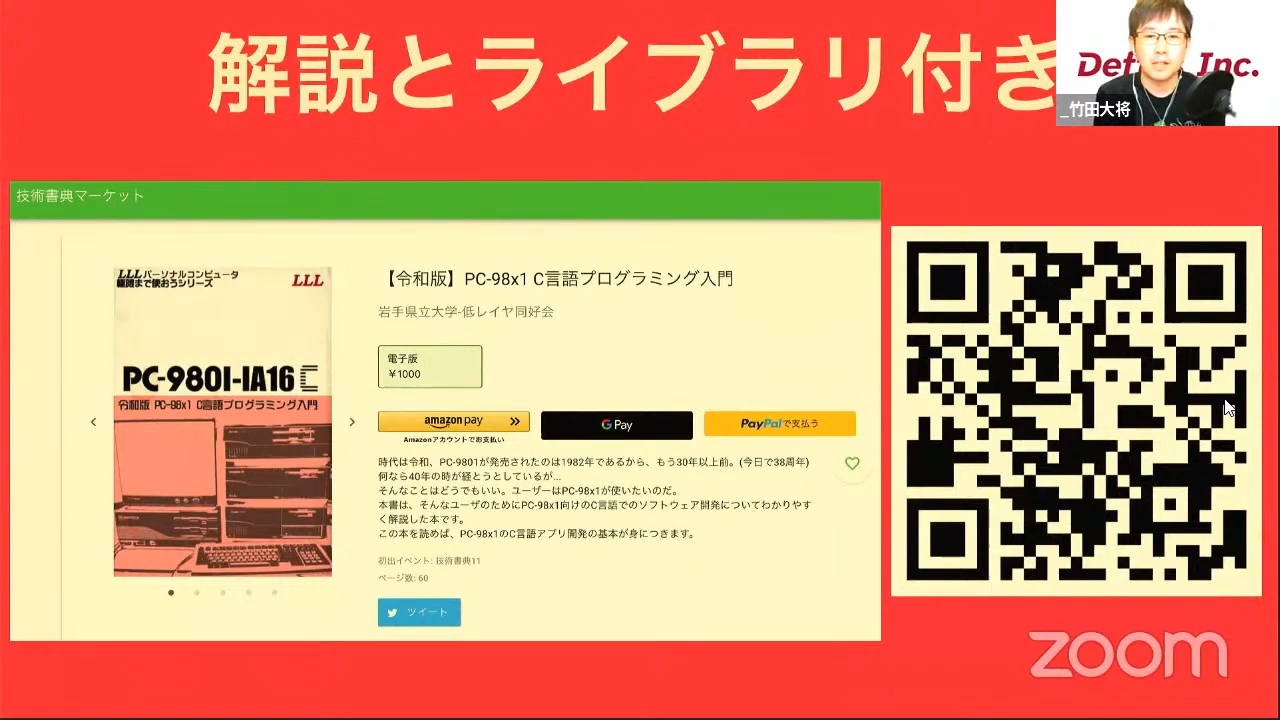 解説とライブラリ付き
Def Inc.
_竹田大将
技術書典マーケット
LLL パーソナルコンピュータ
極限まで使おうシリーズ
LLL
PC-9801-IA16 C
令和版 PC-98x1 C言語プログラミング入門
【令和版】PC-98x1 C言語プログラミング入門
岩手県立大学-低レイヤ同好会
電子版
￥1000
amazon pay
Amazonアカウントでお支払い
G Pay
PayPal で支払う
時代は令和、PC-9801が発売されたのは1982年であるから、もう30年以上前。(今日で38周年)
何なら40年の時が経とうとしているが...
そんなことはどうでもいい。ユーザーはPC-98x1が使いたいのだ。
本書は、そんなユーザのためにPC-98x1向けのC言語でのソフトウェア開発についてわかりやす
く解説した本です。
この本を読めば、PC-98x1のC言語アプリ開発の基本が身につきます。
初出イベント: 技術書典11
ページ数: 60
ツイート
zoom